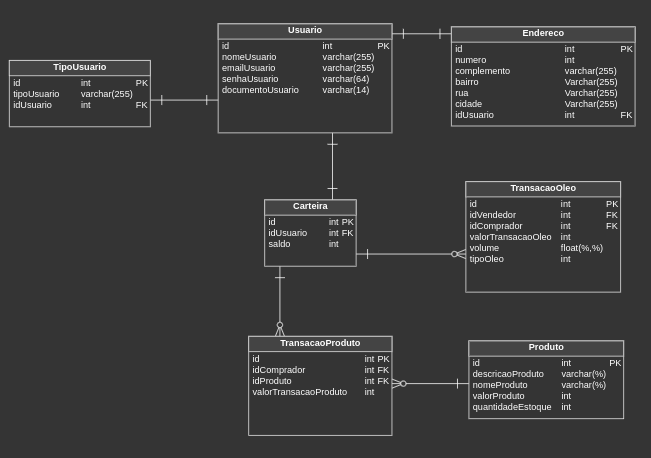 TipoUsuario
id int PK
tipoUsuario varchar(255)
idUsuario int FK
Usuario
id int PK
nomeUsuario varchar(255)
emailUsuario varchar(255)
senhaUsuario varchar(64)
documentoUsuario varchar(14)
Endereco
id int PK
numero int
complemento varchar(255)
bairro Varchar(255)
rua Varchar(255)
cidade Varchar(255)
idUsuario int FK
Carteira
id int PK
idUsuario int FK
saldo int
TransacaoOleo
id int PK
idVendedor int FK
idComprador int FK
valorTransacaoOleo int
volume float(%,%)
tipoOleo int
TransacaoProduto
id int PK
idComprador int FK
idProduto int FK
valorTransacaoProduto int
Produto
id int PK
descricaoProduto varchar(%)
nomeProduto varchar(%)
valorProduto int
quantidadeEstoque int